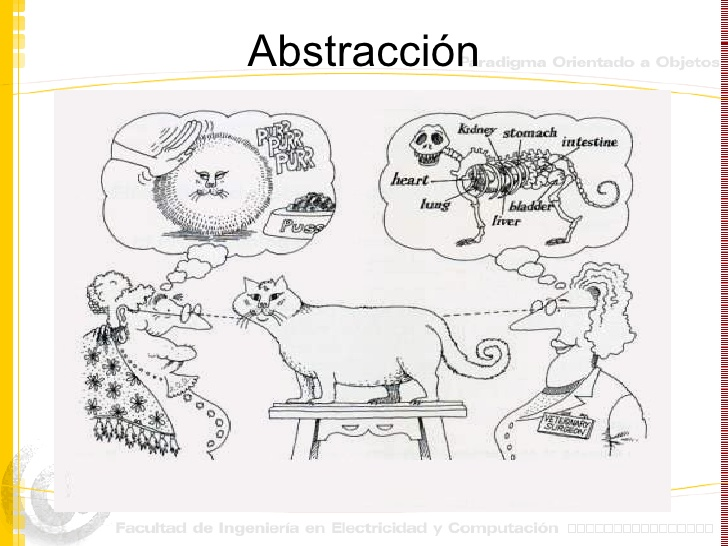 Abstracción
Paradigma Orientado a Objetos
PURR
PURR
PURR
PUSS
Kidney
stomach
intestine
heart
lung
bladder
liver
VETERINARY
SURGEON
Facultad de Ingeniería en Electricidad y Computación